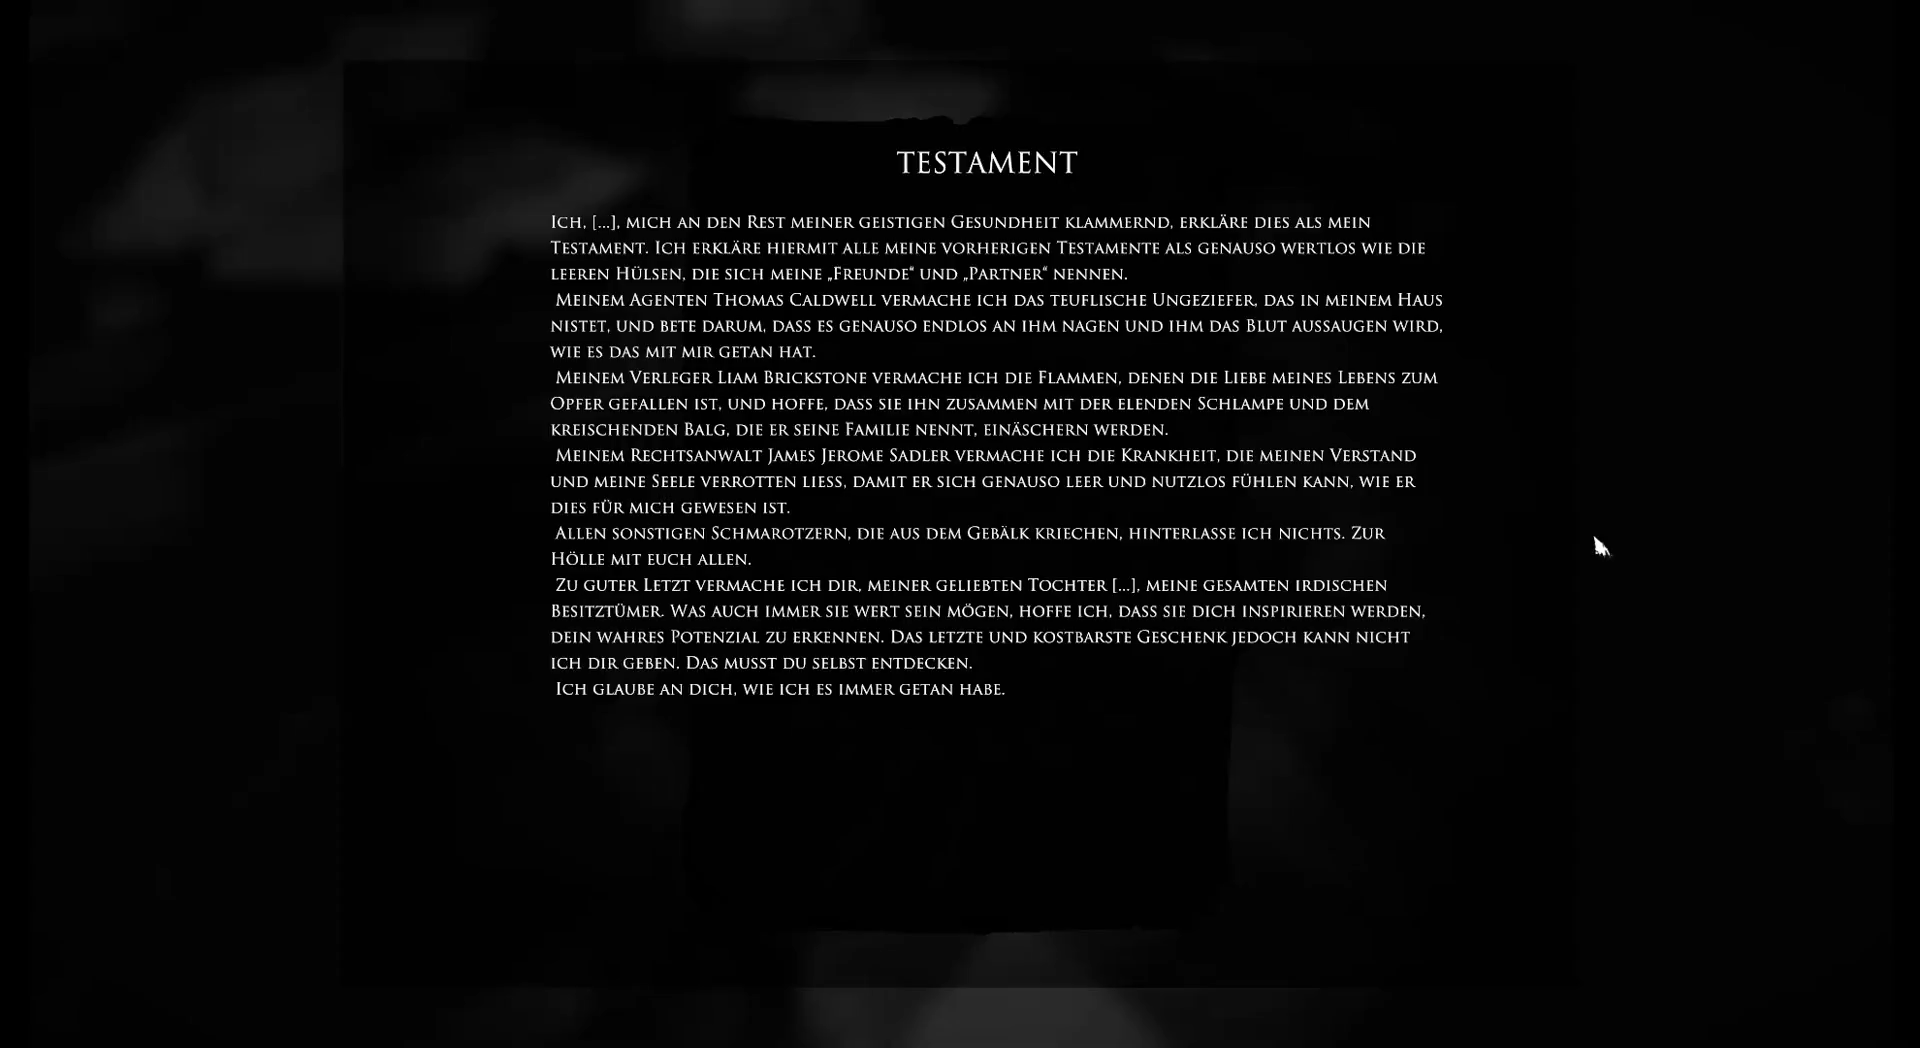 TESTAMENT
Ich, [...], mich an den Rest meiner geistigen Gesundheit klammernd, erkläre dies als mein
Testament. Ich erkläre hiermit alle meine vorherigen Testamente als genauso wertlos wie die
leeren Hülsen, die sich meine „Freunde“ und „Partner“ nennen.
Meinem Agenten Thomas Caldwell vermache ich das teuflische Ungeziefer, das in meinem Haus
nistet, und bete darum, dass es genauso endlos an ihm nagen und ihm das Blut aussaugen wird,
wie es das mit mir getan hat.
Meinem Verleger Liam Brickstone vermache ich die Flammen, denen die Liebe meines Lebens zum
Opfer gefallen ist, und hoffe, dass sie ihn zusammen mit der elenden Schlampe und dem
kreischenden Balg, die er seine Familie nennt, einäschern werden.
Meinem Rechtsanwalt James Jerome Sadler vermache ich die Krankheit, die meinen Verstand
und meine Seele verrotten liess, damit er sich genauso leer und nutzlos fühlen kann, wie er
dies für mich gewesen ist.
Allen sonstigen Schmarotzern, die aus dem Gebälk kriechen, hinterlasse ich nichts. Zur
Hölle mit euch allen.
Zu guter Letzt vermache ich dir, meiner geliebten Tochter [...], meine gesamten irdischen
Besitztümer. Was auch immer sie wert sein mögen, hoffe ich, dass sie dich inspirieren werden,
dein wahres Potenzial zu erkennen. Das letzte und kostbarste Geschenk jedoch kann nicht
ich dir geben. Das musst du selbst entdecken.
Ich glaube an dich, wie ich es immer getan habe.